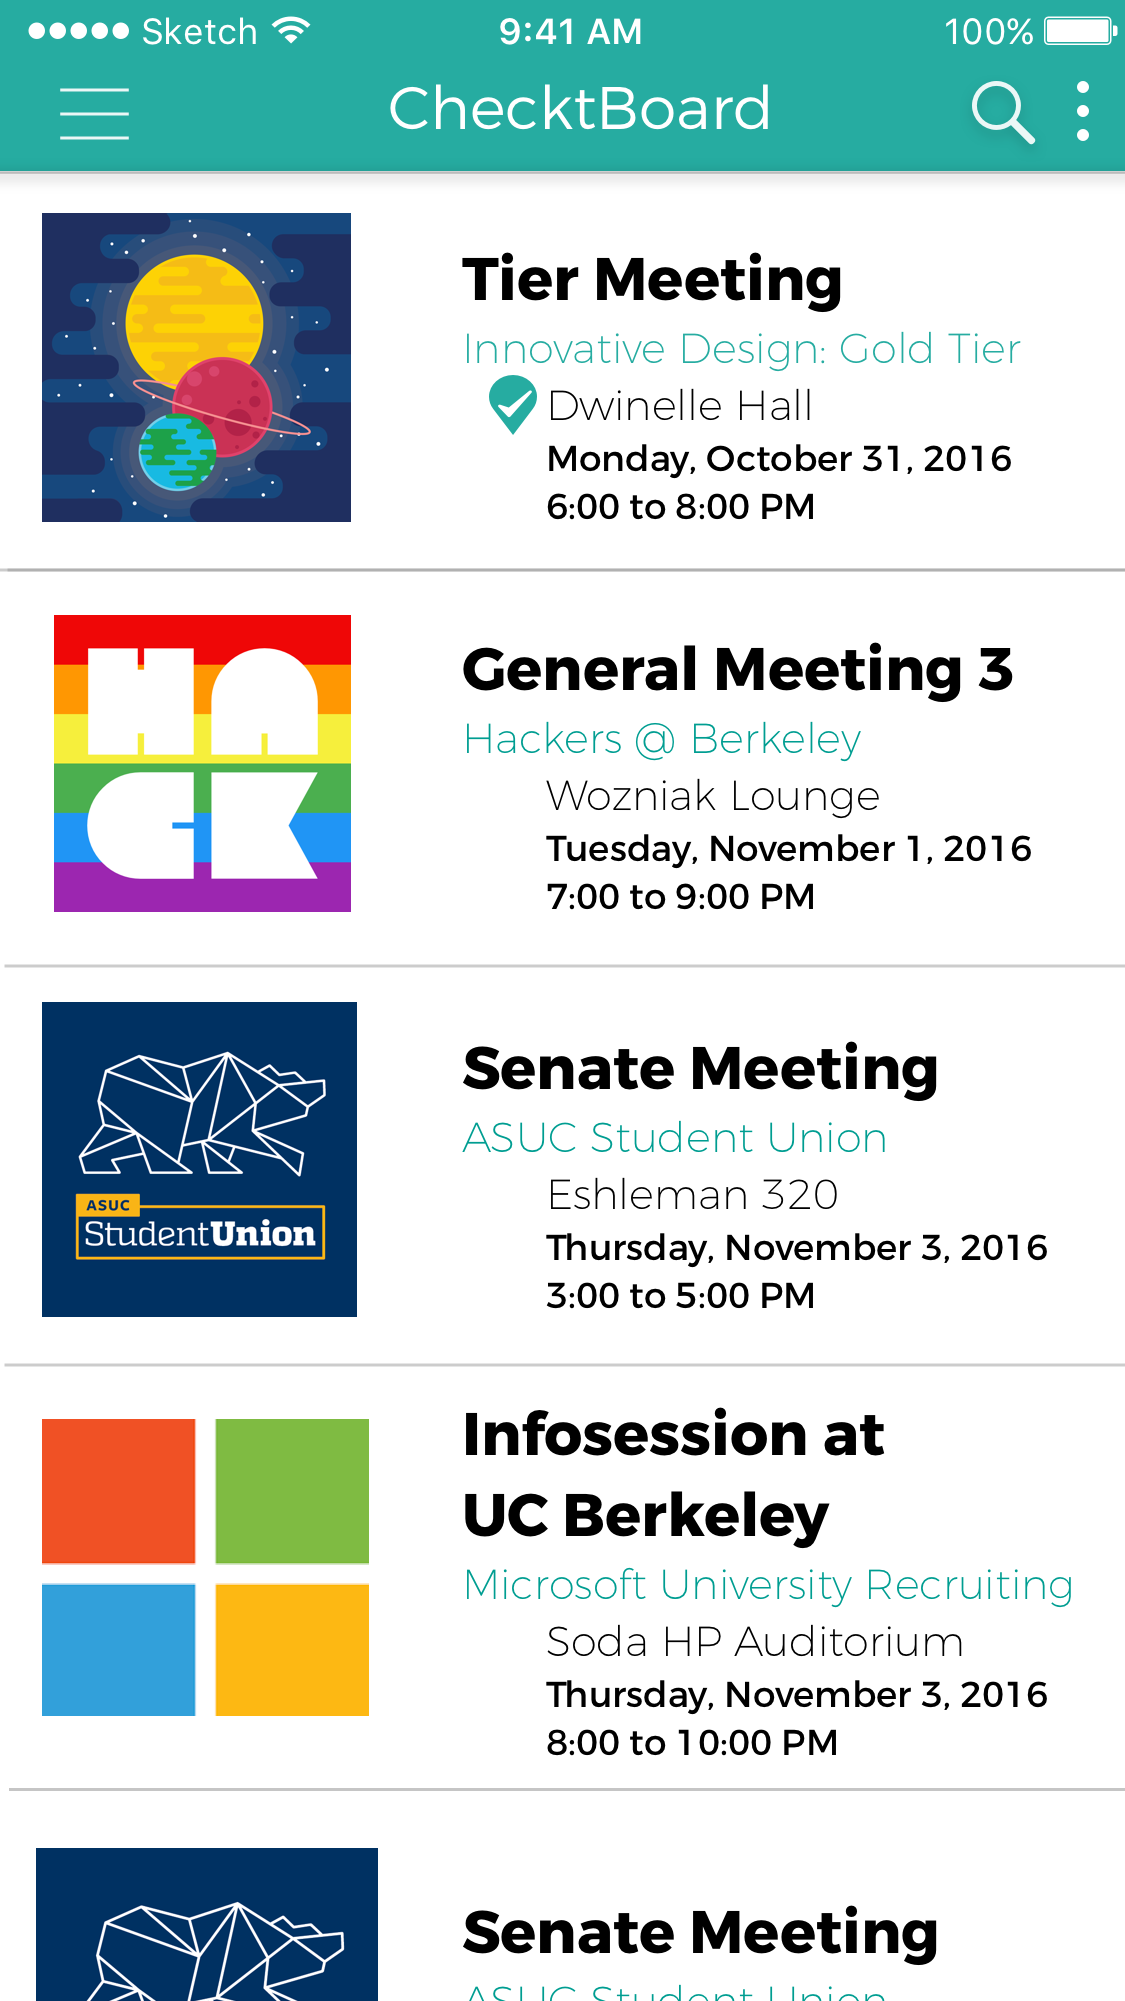 Sketch 9:41 AM 100%
CheckтBoard
Tier Meeting
Innovative Design: Gold Tier
Dwinelle Hall
Monday, October 31, 2016
6:00 to 8:00 PM
HACK
General Meeting 3
Hackers @ Berkeley
Wozniak Lounge
Tuesday, November 1, 2016
7:00 to 9:00 PM
Senate Meeting
ASUC Student Union
Eshleman 320
Thursday, November 3, 2016
3:00 to 5:00 PM
ASUC
StudentUnion
Infosession at
UC Berkeley
Microsoft University Recruiting
Soda HP Auditorium
Thursday, November 3, 2016
8:00 to 10:00 PM
Senate Meeting
ASUC Student Union